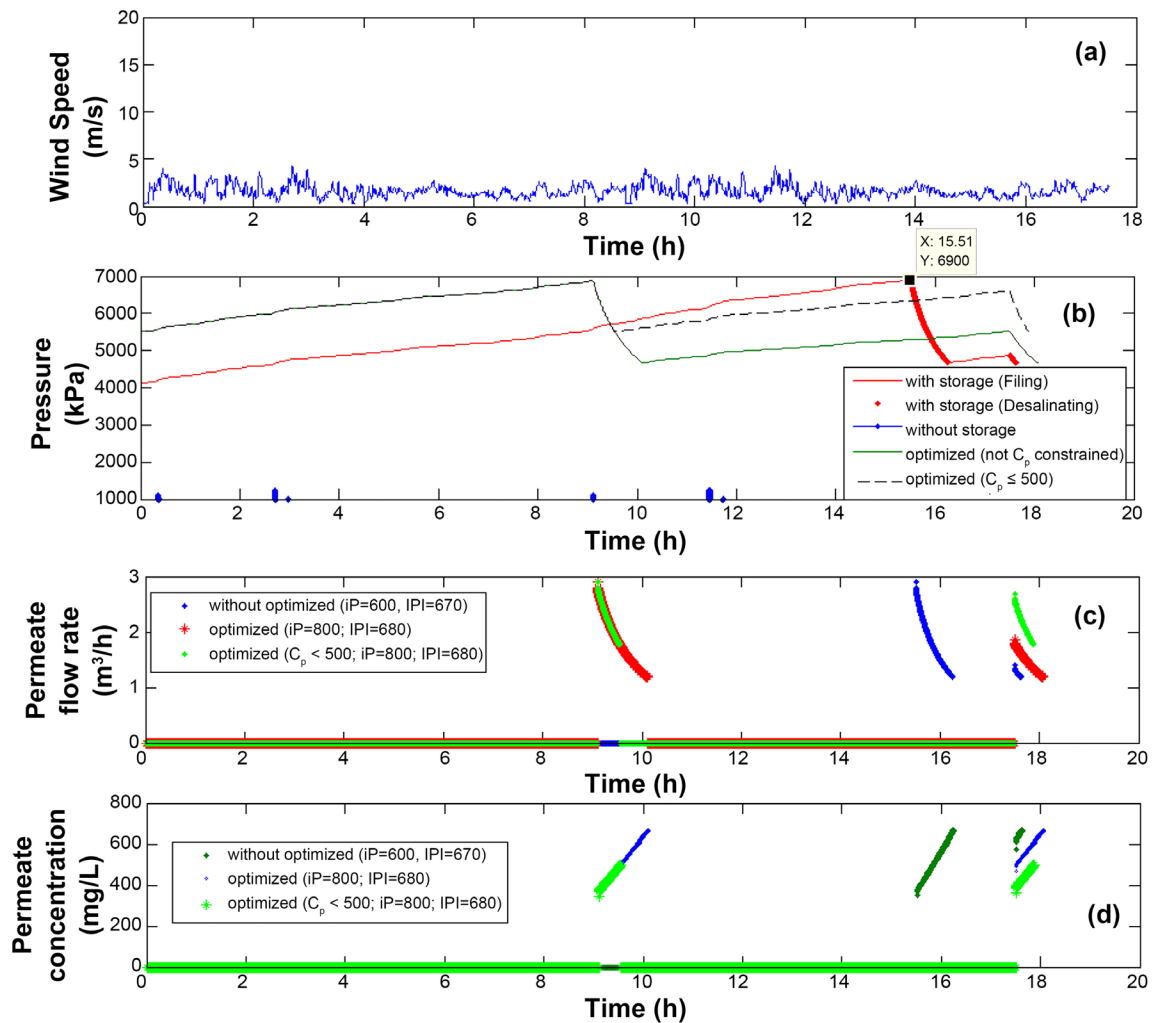 20
15
10
5
0
Wind Speed
(m/s)
(a)
0 2 4 6 8 10 12 14 16 18
Time (h)
X: 15.51
Y: 6900
7000
6000
5000
4000
3000
2000
1000
Pressure
(kPa)
(b)
with storage (Filing)
with storage (Desalinating)
without storage
optimized (not Cp constrained)
optimized (Cp ≤ 500)
0 2 4 6 8 10 12 14 16 18 20
Time (h)
3
2
1
0
Permeate
flow rate
(m³/h)
(c)
without optimized (iP=600, IPI=670)
optimized (iP=800; IPI=680)
optimized (Cp < 500; iP=800; IPI=680)
0 2 4 6 8 10 12 14 16 18 20
Time (h)
800
600
400
200
0
Permeate
concentration
(mg/L)
(d)
without optimized (iP=600, IPI=670)
optimized (iP=800; IPI=680)
optimized (Cp < 500; iP=800; IPI=680)
0 2 4 6 8 10 12 14 16 18 20
Time (h)